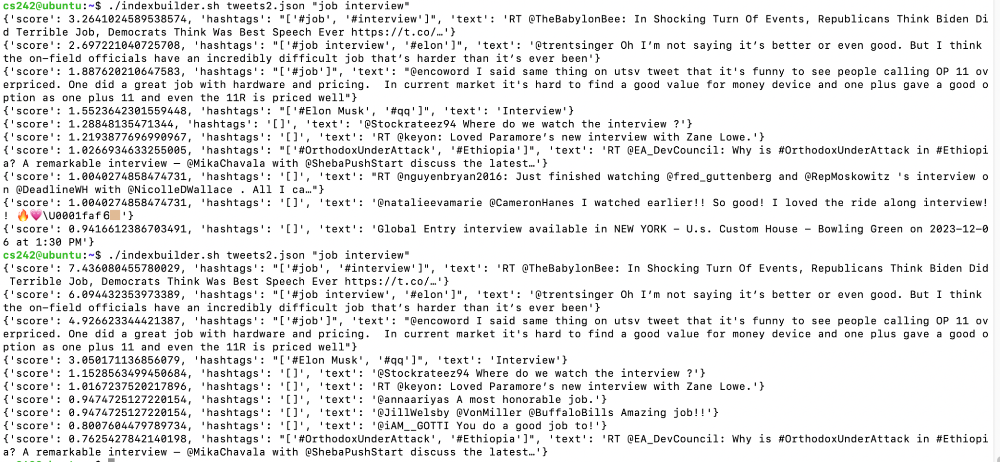 cs242@ubuntu:~$ ./indexbuilder.sh tweets2.json "job interview"
{'score': 3.2641024589538574, 'hashtags': "['#job', '#interview']", 'text': 'RT @TheBabylonBee: In Shocking Turn Of Events, Republicans Think Biden Di
d Terrible Job, Democrats Think Was Best Speech Ever https://t.co/…'}
{'score': 2.697221040725708, 'hashtags': "['#job interview', '#elon']", 'text': '@trentsinger Oh I’m not saying it’s better or even good. But I think
the on-field officials have an incredibly difficult job that’s harder than it’s ever been'}
{'score': 1.887620210647583, 'hashtags': "['#job']", 'text': "@encoword I said same thing on utsv tweet that it's funny to see people calling OP 11 ov
erpriced. One did a great job with hardware and pricing.  In current market it's hard to find a good value for money device and one plus gave a good o
ption as one plus 11 and even the 11R is priced well"}
{'score': 1.5523642301559448, 'hashtags': "['#Elon Musk', '#qq']", 'text': 'Interview'}
{'score': 1.28848135471344, 'hashtags': '[]', 'text': '@Stockrateez94 Where do we watch the interview ?'}
{'score': 1.2193877696990967, 'hashtags': '[]', 'text': 'RT @keyon: Loved Paramore’s new interview with Zane Lowe.'}
{'score': 1.0266934633255005, 'hashtags': "['#OrthodoxUnderAttack', '#Ethiopia']", 'text': 'RT @EA_DevCouncil: Why is #OrthodoxUnderAttack in #Ethiopi
a? A remarkable interview — @MikaChavala with @ShebaPushStart discuss the latest…'}
{'score': 1.0040274858474731, 'hashtags': '[]', 'text': "RT @nguyenbryan2016: Just finished watching @fred_guttenberg and @RepMoskowitz 's interview o
n @DeadlineWH with @NicolleDWallace . All I ca…"}
{'score': 1.0040274858474731, 'hashtags': '[]', 'text': '@natalieevamarie @CameronHanes I watched earlier!! So good! I loved the ride along interview!
! 🔥💗\U0001faf6🏼'}
{'score': 0.9416612386703491, 'hashtags': '[]', 'text': 'Global Entry interview available in NEW YORK - U.s. Custom House - Bowling Green on 2023-12-0
6 at 1:30 PM'}
cs242@ubuntu:~$ ./indexbuilder.sh tweets2.json "job interview"
{'score': 7.436080455780029, 'hashtags': "['#job', '#interview']", 'text': 'RT @TheBabylonBee: In Shocking Turn Of Events, Republicans Think Biden Did
 Terrible Job, Democrats Think Was Best Speech Ever https://t.co/…'}
{'score': 6.094432353973389, 'hashtags': "['#job interview', '#elon']", 'text': '@trentsinger Oh I’m not saying it’s better or even good. But I think
the on-field officials have an incredibly difficult job that’s harder than it’s ever been'}
{'score': 4.926623344421387, 'hashtags': "['#job']", 'text': "@encoword I said same thing on utsv tweet that it's funny to see people calling OP 11 ov
erpriced. One did a great job with hardware and pricing.  In current market it's hard to find a good value for money device and one plus gave a good o
ption as one plus 11 and even the 11R is priced well"}
{'score': 3.050171136856079, 'hashtags': "['#Elon Musk', '#qq']", 'text': 'Interview'}
{'score': 1.1528563499450684, 'hashtags': '[]', 'text': '@Stockrateez94 Where do we watch the interview ?'}
{'score': 1.0167237520217896, 'hashtags': '[]', 'text': 'RT @keyon: Loved Paramore’s new interview with Zane Lowe.'}
{'score': 0.9474725127220154, 'hashtags': '[]', 'text': '@annaariyas A most honorable job.'}
{'score': 0.9474725127220154, 'hashtags': '[]', 'text': '@JillWelsby @VonMiller @BuffaloBills Amazing job!!'}
{'score': 0.8007604479789734, 'hashtags': '[]', 'text': '@iAM__GOTTI You do a good job to!'}
{'score': 0.7625427842140198, 'hashtags': "['#OrthodoxUnderAttack', '#Ethiopia']", 'text': 'RT @EA_DevCouncil: Why is #OrthodoxUnderAttack in #Ethiopi
a? A remarkable interview — @MikaChavala with @ShebaPushStart discuss the latest…'}